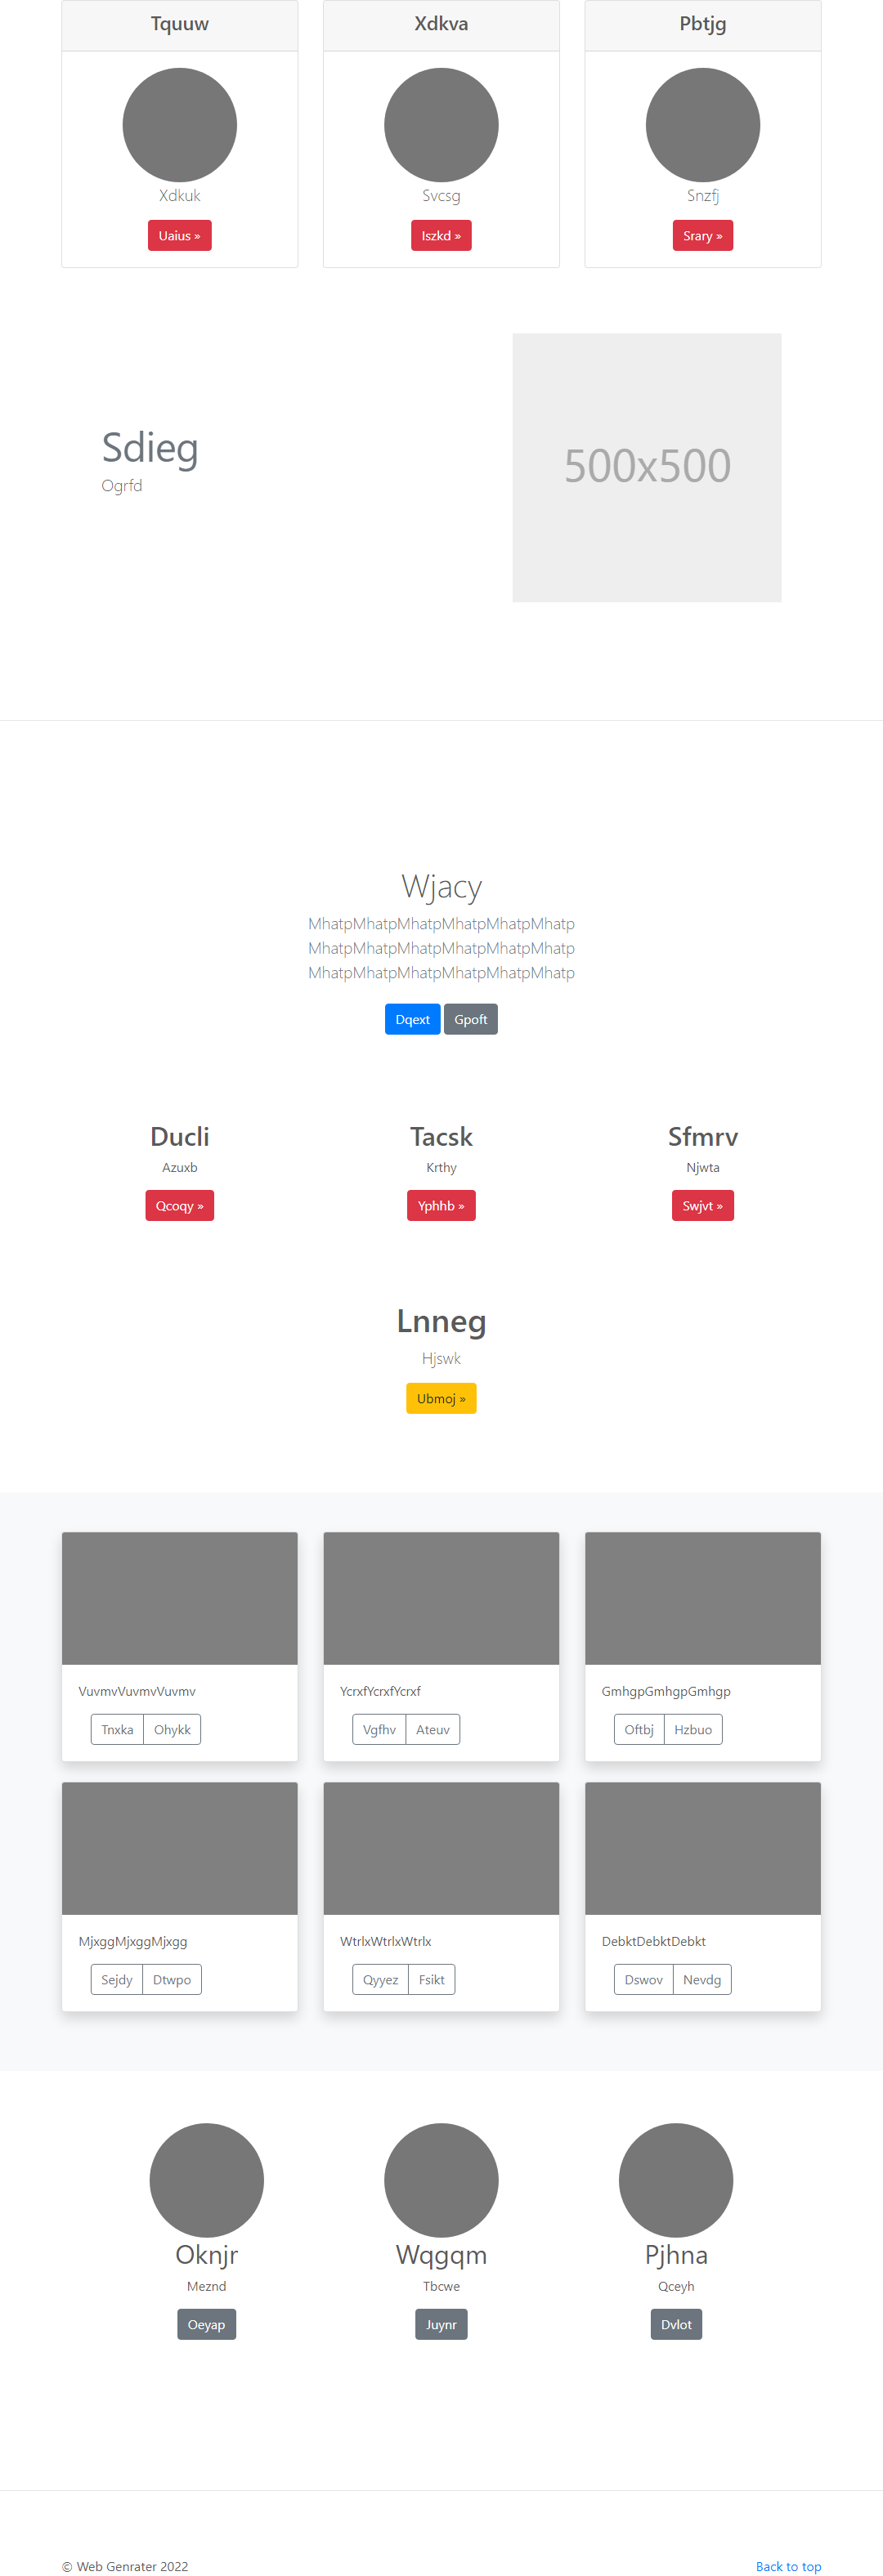 Tquuw
Xdkva
Pbtjg
Xdkuk
Svcsg
Snzfj
Uaius »
Iszkd »
Srary »
Sdieg
Ogrfd
500x500
Wjacy
MhatpMhatpMhatpMhatpMhatpMhatp
MhatpMhatpMhatpMhatpMhatpMhatp
MhatpMhatpMhatpMhatpMhatpMhatp
Dqext Gpoft
Ducli
Tacsk
Sfmrv
Azuxb
Krthy
Njwta
Qcoqy »
Yphhb »
Swjvt »
Lnneg
Hjswk
Ubmoj »
VuvmvVuvmvVuvmv
YcrxfYcrxfYcrxf
GmhgpGmhgpGmhgp
Tnxka Ohykk
Vgfhv Ateuv
Oftbj Hzbuo
MjxggMjxggMjxgg
WtrlxWtrlxWtrlx
DebktDebktDebkt
Sejdy Dtwpo
Qyyez Fsikt
Dswov Nevdg
Oknjr
Wqgqm
Pjhna
Meznd
Tbcwe
Qceyh
Oeyap
Juynr
Dvlot
© Web Genrater 2022
Back to top